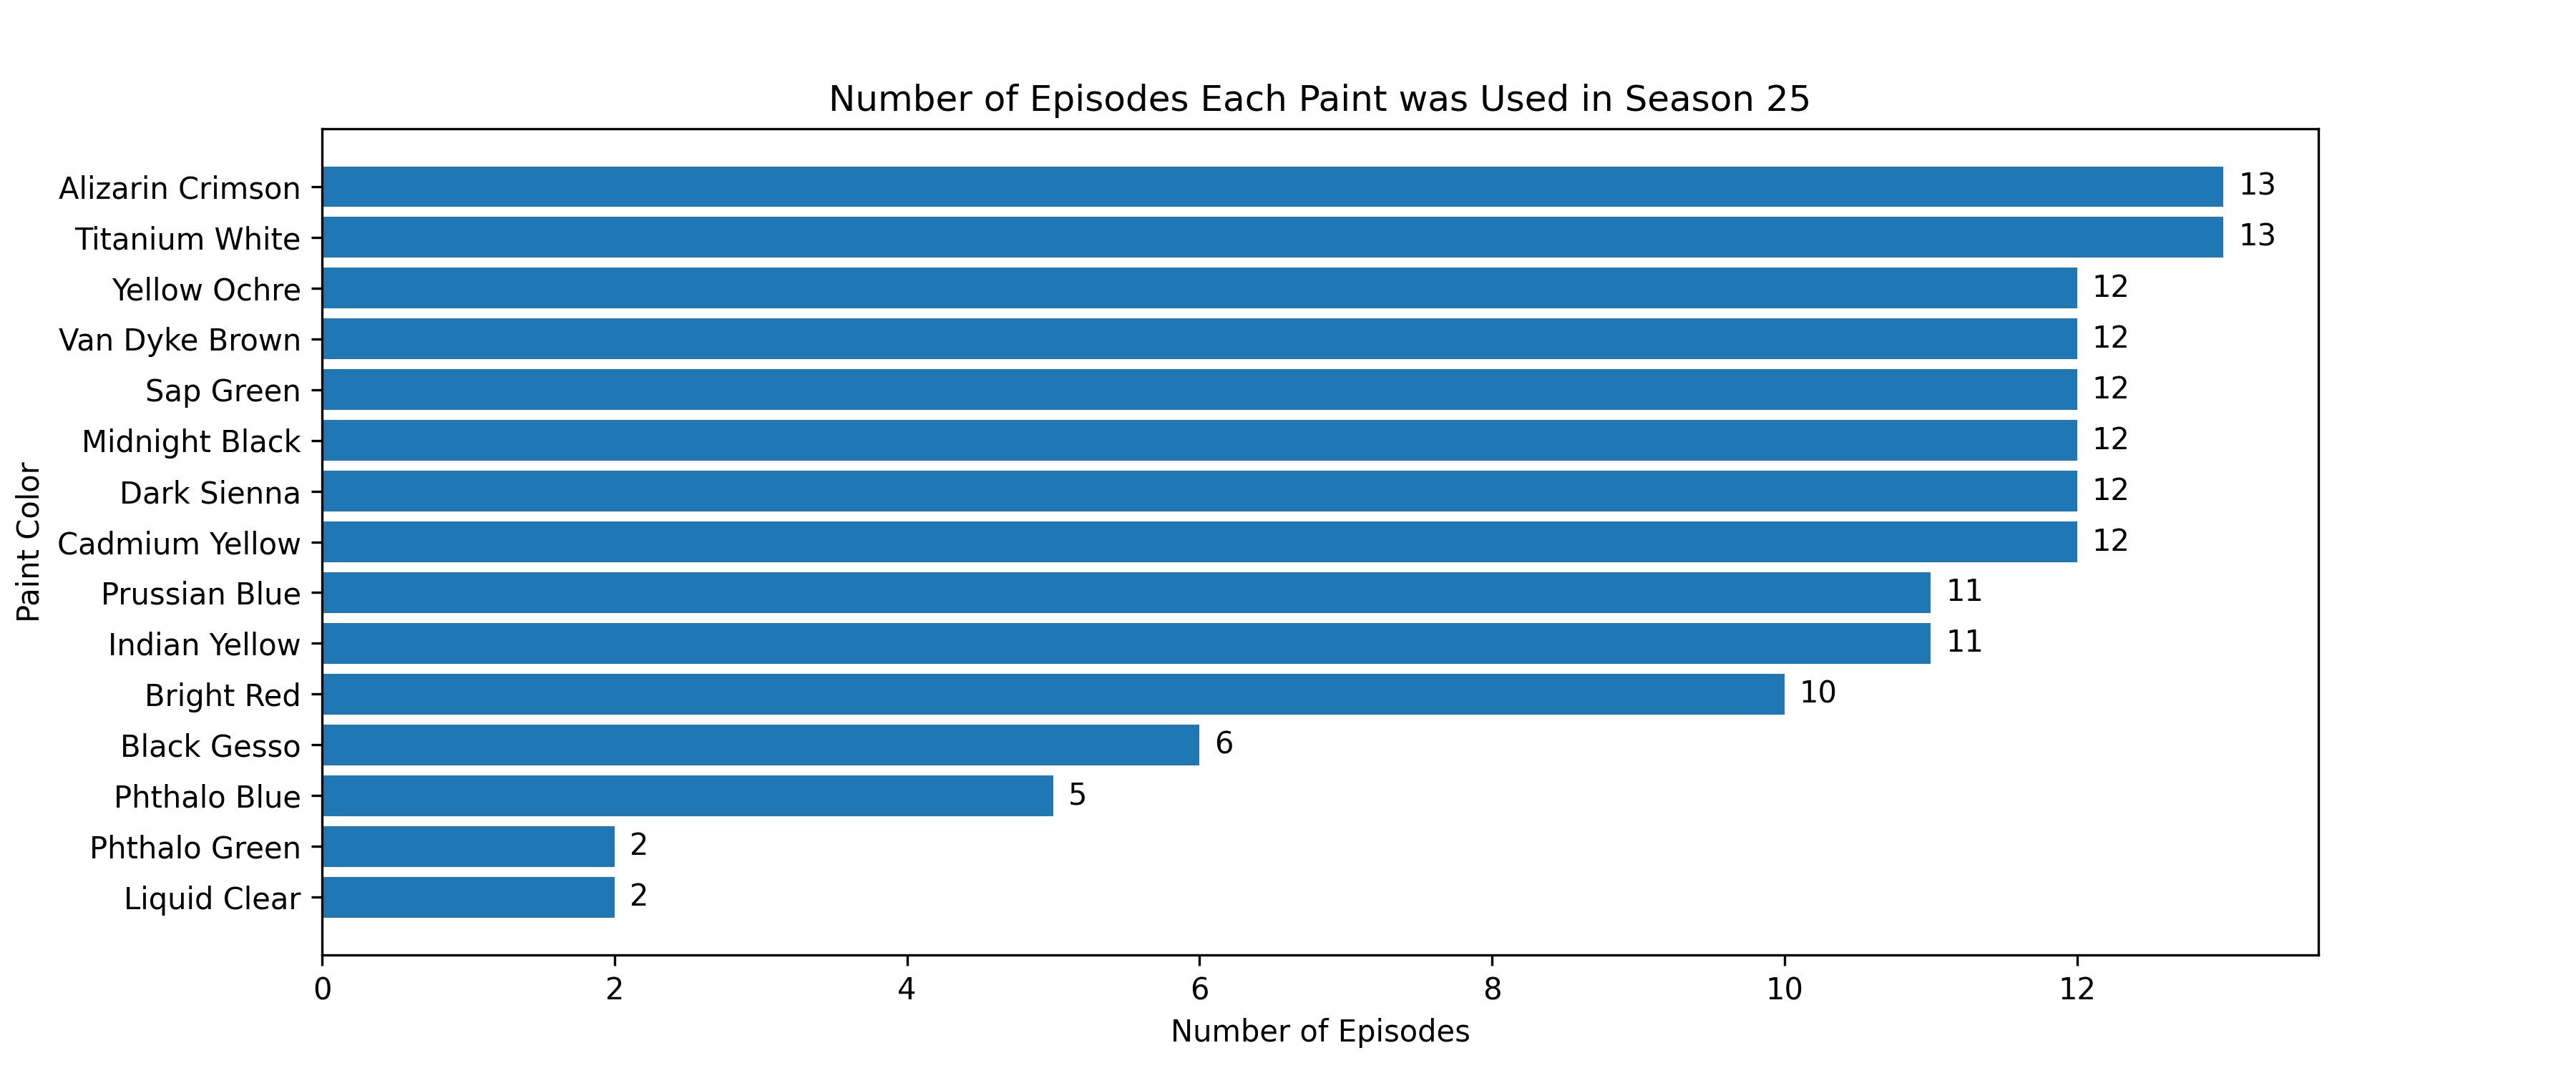 Number of Episodes Each Paint was Used in Season 25
Paint Color
Alizarin Crimson 13
Titanium White 13
Yellow Ochre 12
Van Dyke Brown 12
Sap Green 12
Midnight Black 12
Dark Sienna 12
Cadmium Yellow 12
Prussian Blue 11
Indian Yellow 11
Bright Red 10
Black Gesso 6
Phthalo Blue 5
Phthalo Green 2
Liquid Clear 2
0 2 4 6 8 10 12
Number of Episodes